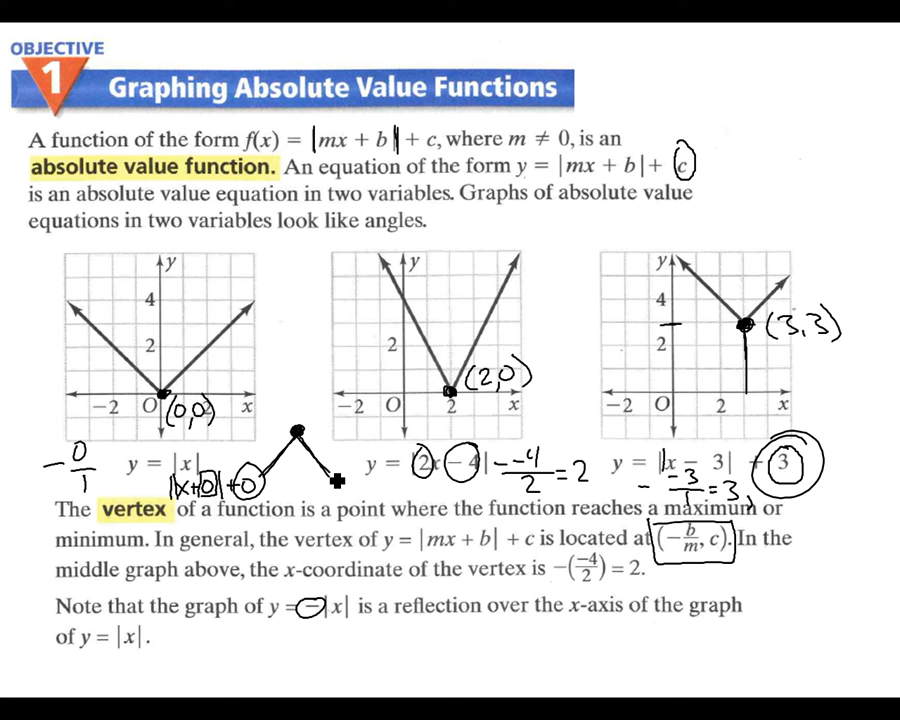 OBJECTIVE
1 Graphing Absolute Value Functions
A function of the form f(x) = |mx + b| + c, where m ≠ 0, is an
absolute value function. An equation of the form y = |mx + b| + c
is an absolute value equation in two variables. Graphs of absolute value
equations in two variables look like angles.
y
4
2
−2 O 2 x
(0,0)
y
2
−2 O 2 x
(2,0)
y
4
2
−2 O 2 x
(3,3)
−0/1 y = |x|
|x+0|+0
y = |2x − 4| −−4/2 = 2
y = |1x − 3| + 3
−−3/1 = 3,
The vertex of a function is a point where the function reaches a maximum or
minimum. In general, the vertex of y = |mx + b| + c is located at (−b/m, c). In the
middle graph above, the x-coordinate of the vertex is −(−4/2) = 2.
Note that the graph of y = −|x| is a reflection over the x-axis of the graph
of y = |x|.